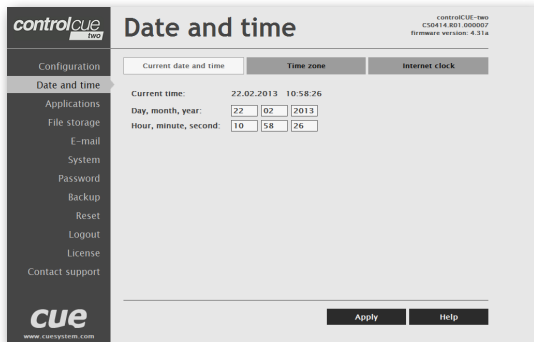 controlcue
two
Date and time
controlCUE-two
CS0414.R01.000007
firmware version: 4.31a
Configuration
Date and time
Applications
File storage
E-mail
System
Password
Backup
Reset
Logout
License
Contact support
cue
www.cuesystem.com
Current date and time Time zone Internet clock
Current time: 22.02.2013 10:58:26
Day, month, year: 22 02 2013
Hour, minute, second: 10 58 26
Apply Help